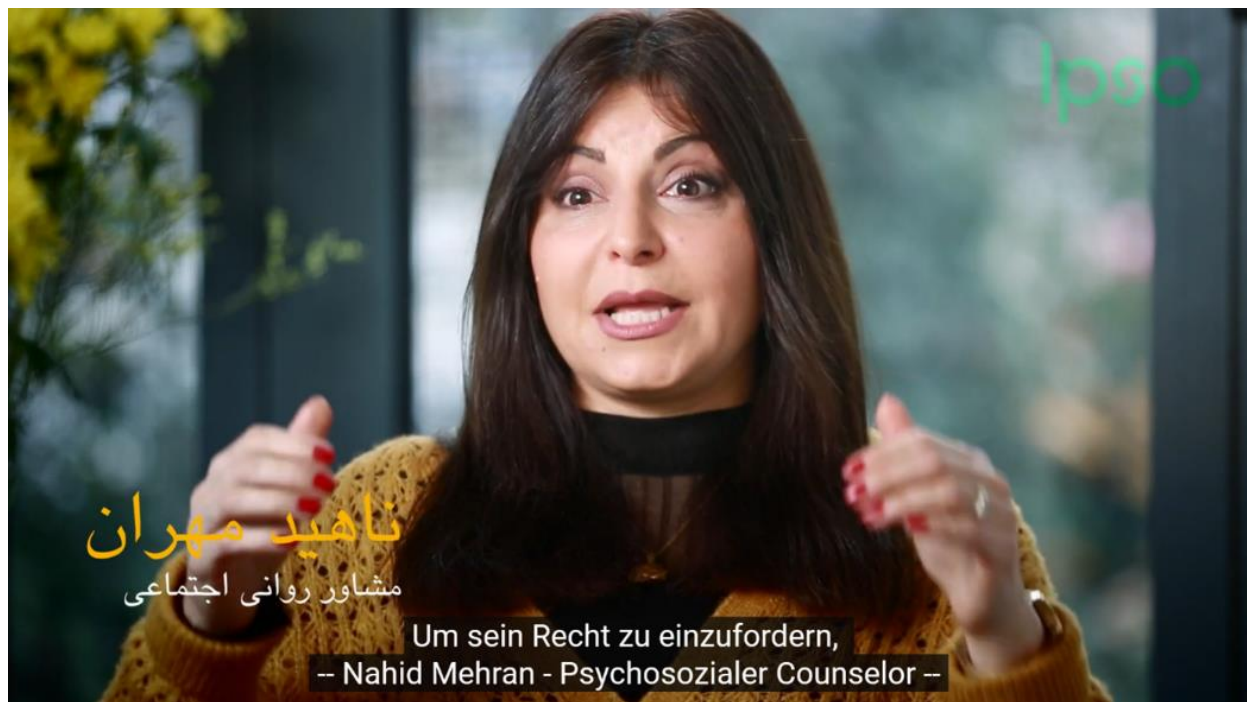 Ipso
ناهید مهران
مشاور روانی اجتماعی
Um sein Recht zu einzufordern,
-- Nahid Mehran - Psychosozialer Counselor --